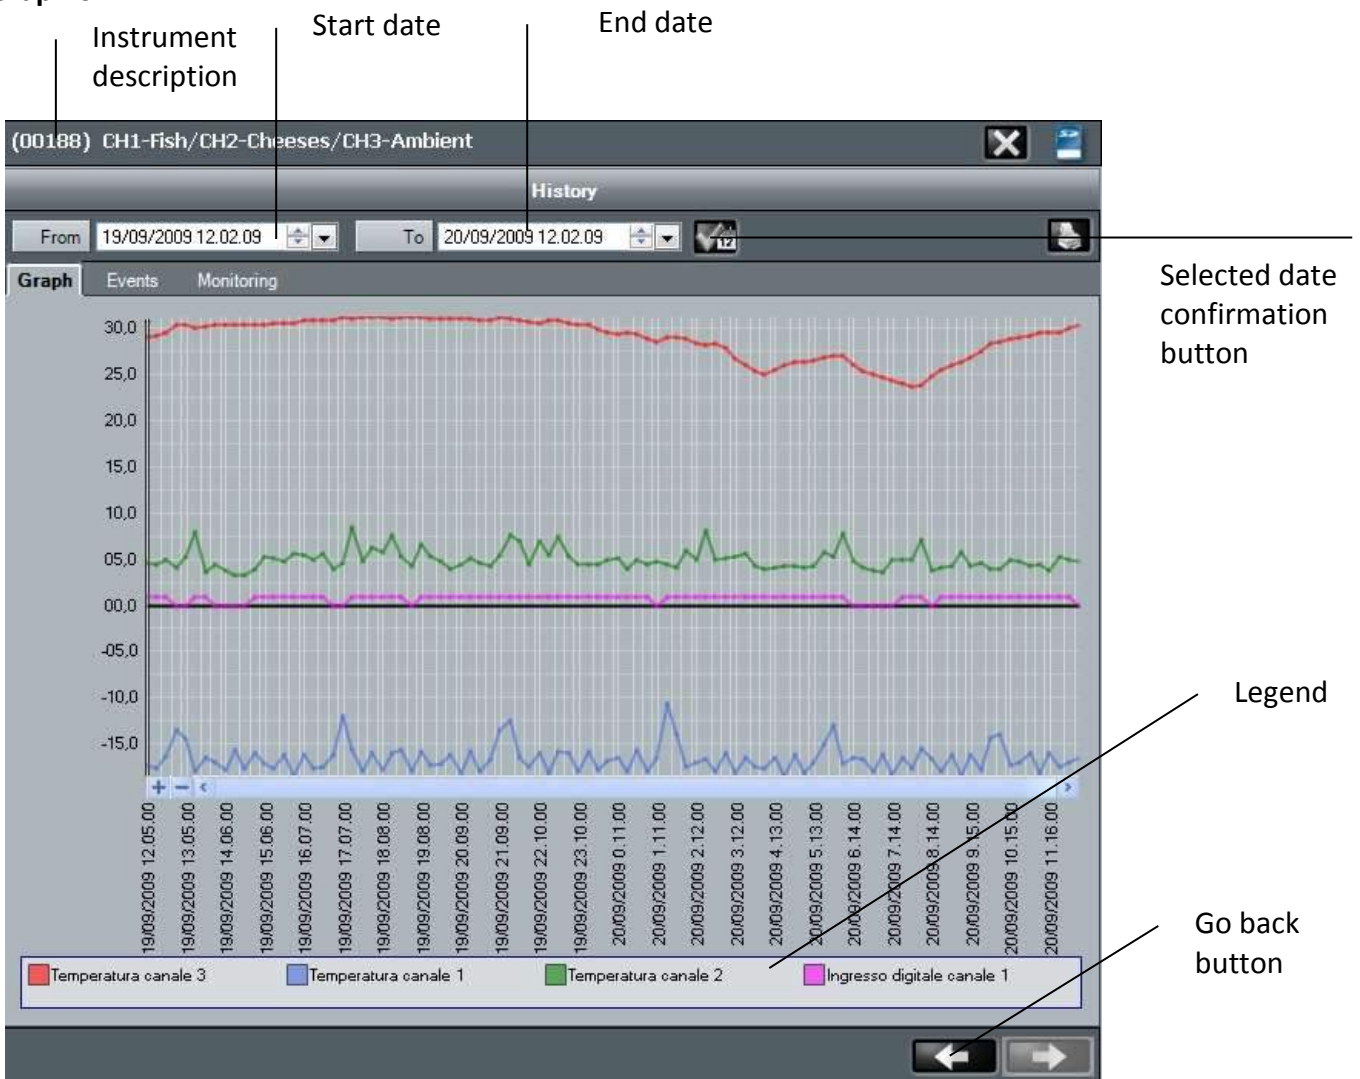 Start date
End date
Instrument
description
(00188) CH1-Fish/CH2-Cheeses/CH3-Ambient
History
From 19/09/2009 12.02.09 To 20/09/2009 12.02.09 12
Selected date
confirmation
button
Graph Events Monitoring
30,0
25,0
20,0
15,0
10,0
05,0
00,0
-05,0
-10,0
-15,0
Legend
19/09/2009 12.05.00
19/09/2009 13.05.00
19/09/2009 14.06.00
19/09/2009 15.06.00
19/09/2009 16.07.00
19/09/2009 17.07.00
19/09/2009 18.08.00
19/09/2009 19.08.00
19/09/2009 20.09.00
19/09/2009 21.09.00
19/09/2009 22.10.00
19/09/2009 23.10.00
20/09/2009 0.11.00
20/09/2009 1.11.00
20/09/2009 2.12.00
20/09/2009 3.12.00
20/09/2009 4.13.00
20/09/2009 5.13.00
20/09/2009 6.14.00
20/09/2009 7.14.00
20/09/2009 8.14.00
20/09/2009 9.15.00
20/09/2009 10.15.00
20/09/2009 11.16.00
Go back
button
Temperatura canale 3 Temperatura canale 1 Temperatura canale 2 Ingresso digitale canale 1